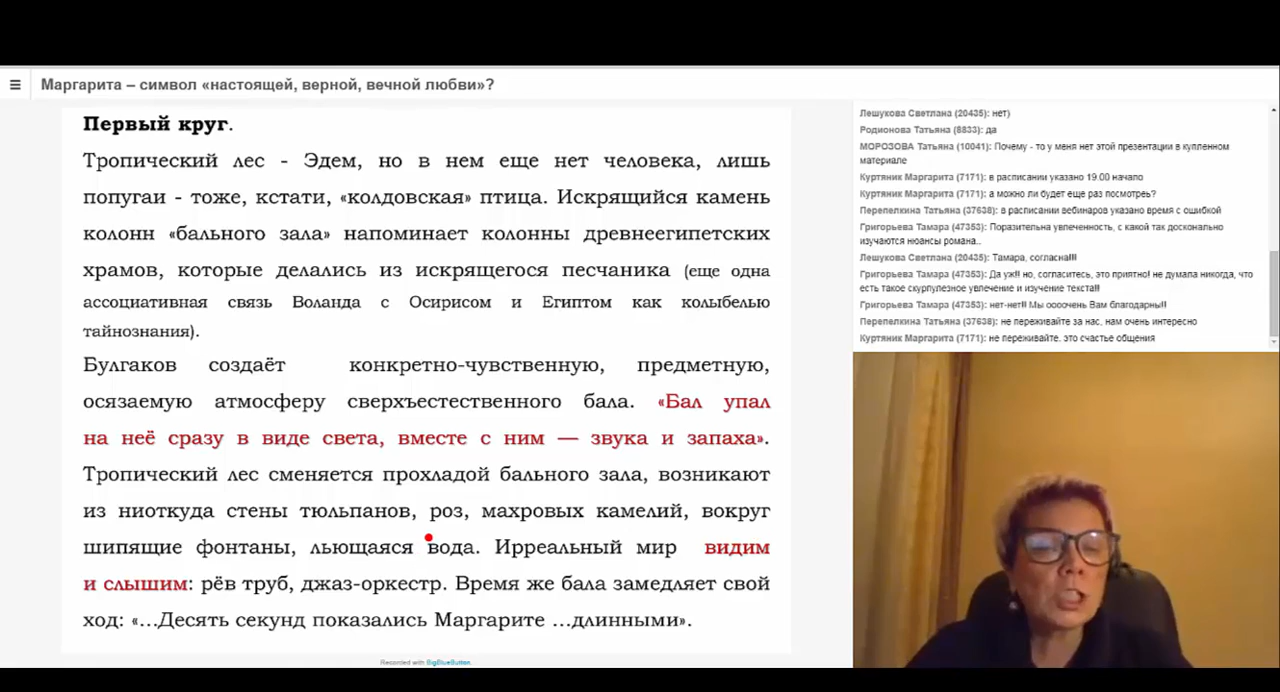 Маргарита – символ «настоящей, верной, вечной любви»?
Первый круг.
Тропический лес - Эдем, но в нем еще нет человека, лишь
попугаи - тоже, кстати, «колдовская» птица. Искрящийся камень
колонн «бального зала» напоминает колонны древнеегипетских
храмов, которые делались из искрящегося песчаника (еще одна
ассоциативная связь Воланда с Осирисом и Египтом как колыбелью
тайнознания).
Булгаков создаёт конкретно-чувственную, предметную,
осязаемую атмосферу сверхъестественного бала. «Бал упал
на неё сразу в виде света, вместе с ним — звука и запаха».
Тропический лес сменяется прохладой бального зала, возникают
из ниоткуда стены тюльпанов, роз, махровых камелий, вокруг
шипящие фонтаны, льющаяся вода. Ирреальный мир видим
и слышим: рёв труб, джаз-оркестр. Время же бала замедляет свой
ход: «…Десять секунд показались Маргарите …длинными».
Recorded with BigBlueButton.
Лешукова Светлана (20435): нет)
Родионова Татьяна (8833): да
МОРОЗОВА Татьяна (10041): Почему - то у меня нет этой презентации в купленном
материале
Куртяник Маргарита (7171): в расписании указано 19.00 начало
Куртяник Маргарита (7171): а можно ли будет еще раз посмотреь?
Перепелкина Татьяна (37638): в расписании вебинаров указано время с ошибкой
Григорьева Тамара (47353): Поразительна увлеченность, с какой так досконально
изучаются нюансы романа..
Лешукова Светлана (20435): Тамара, согласна!!!
Григорьева Тамара (47353): Да уж!! но, согласитесь, это приятно! не думала никогда, что
есть такое скурпулезное увлечение и изучение текста!!
Григорьева Тамара (47353): нет-нет!! Мы оооочень Вам благодарны!!
Перепелкина Татьяна (37638): не переживайте за нас, нам очень интересно
Куртяник Маргарита (7171): не переживайте. это счастье общения